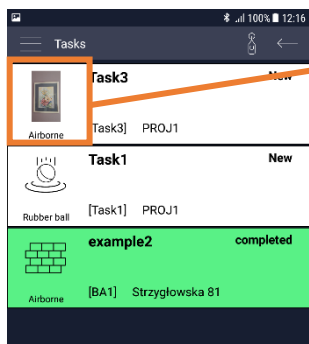 100% 12:16
Tasks
Task3 New
Airborne
Task3] PROJ1
Task1 New
Rubber ball
[Task1] PROJ1
example2 completed
Airborne
[BA1] Strzygłowska 81